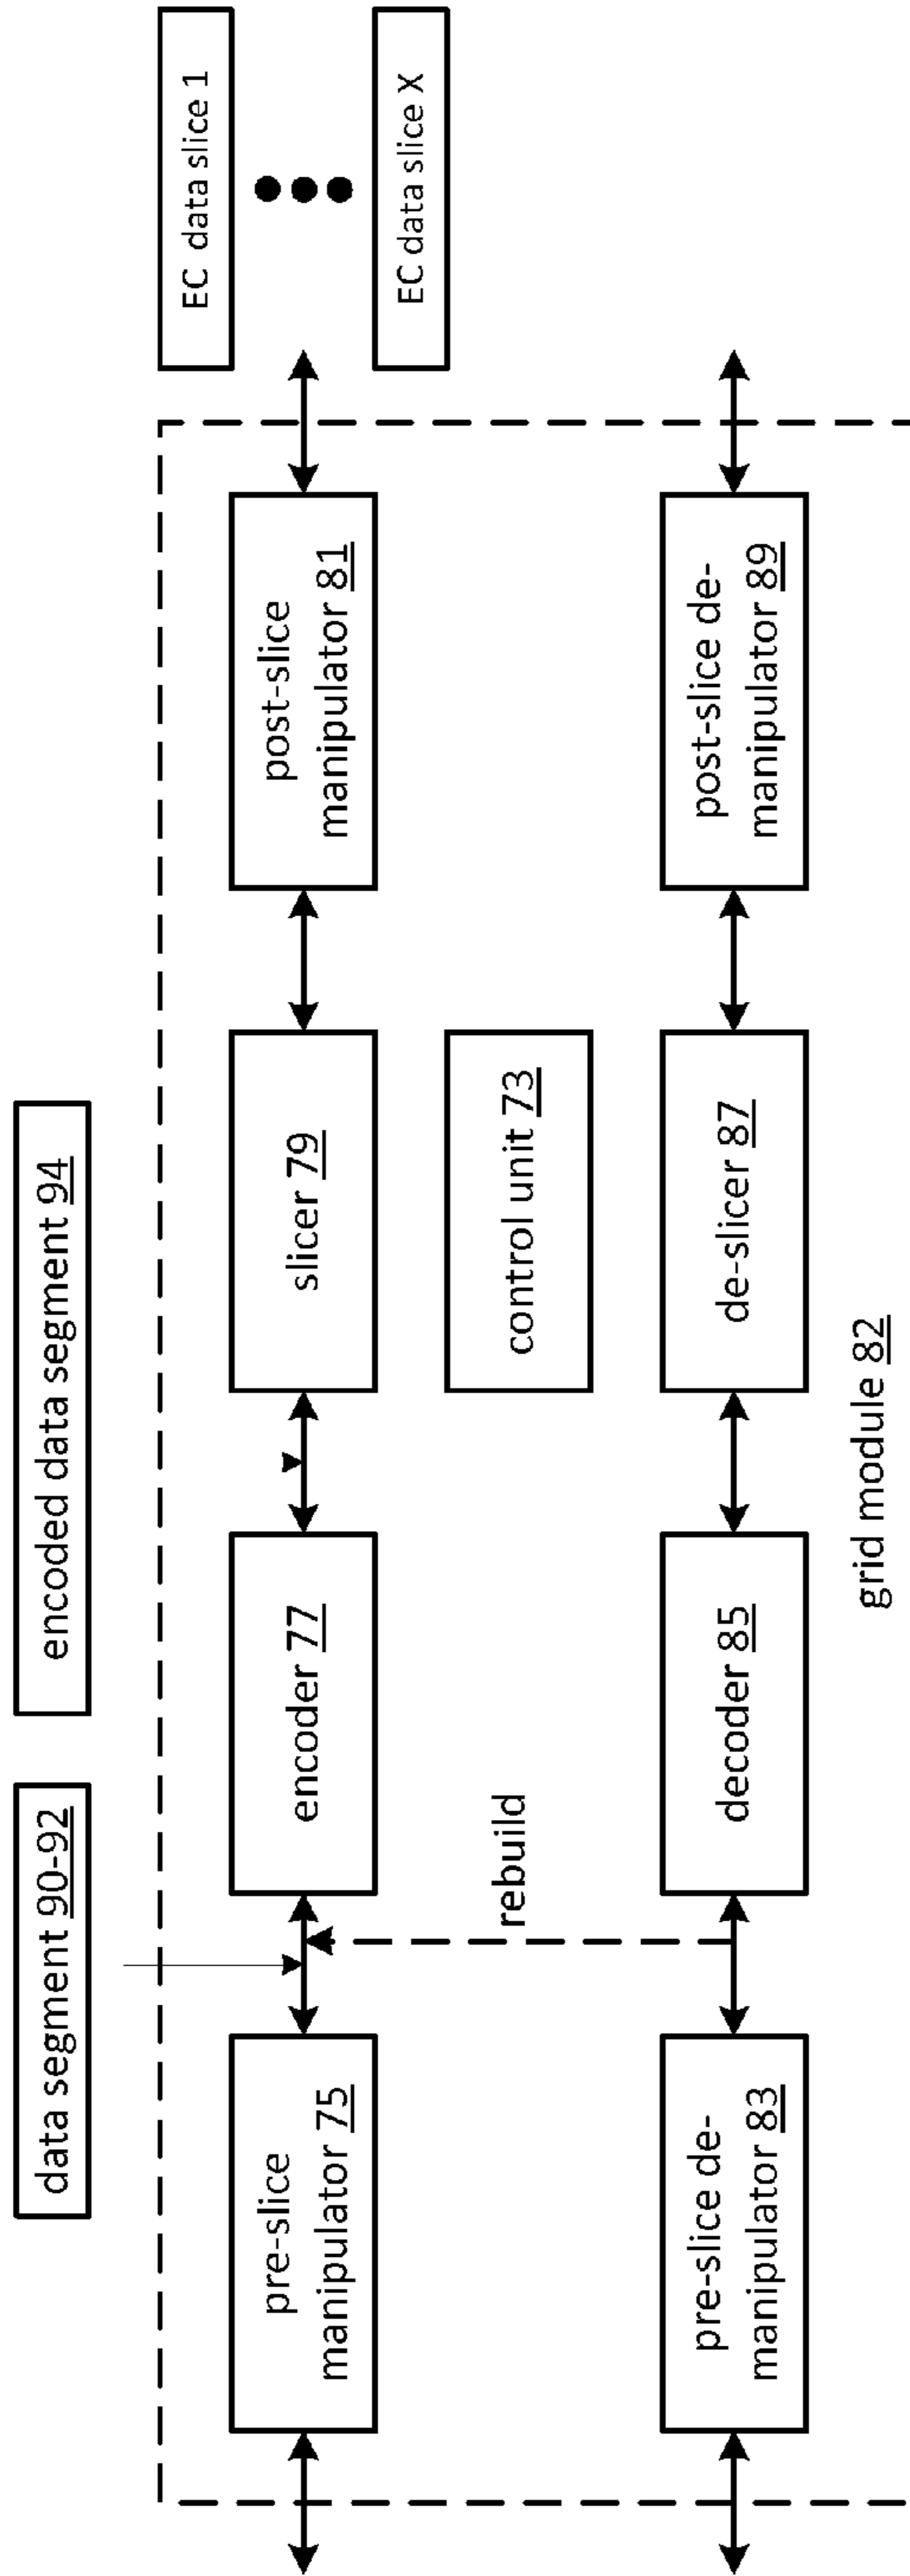 data segment 90-92
encoded data segment 94
EC data slice 1
EC data slice X
pre-slice
manipulator 75
encoder 77
slicer 79
post-slice
manipulator 81
rebuild
control unit 73
pre-slice de-
manipulator 83
decoder 85
de-slicer 87
post-slice de-
manipulator 89
grid module 82